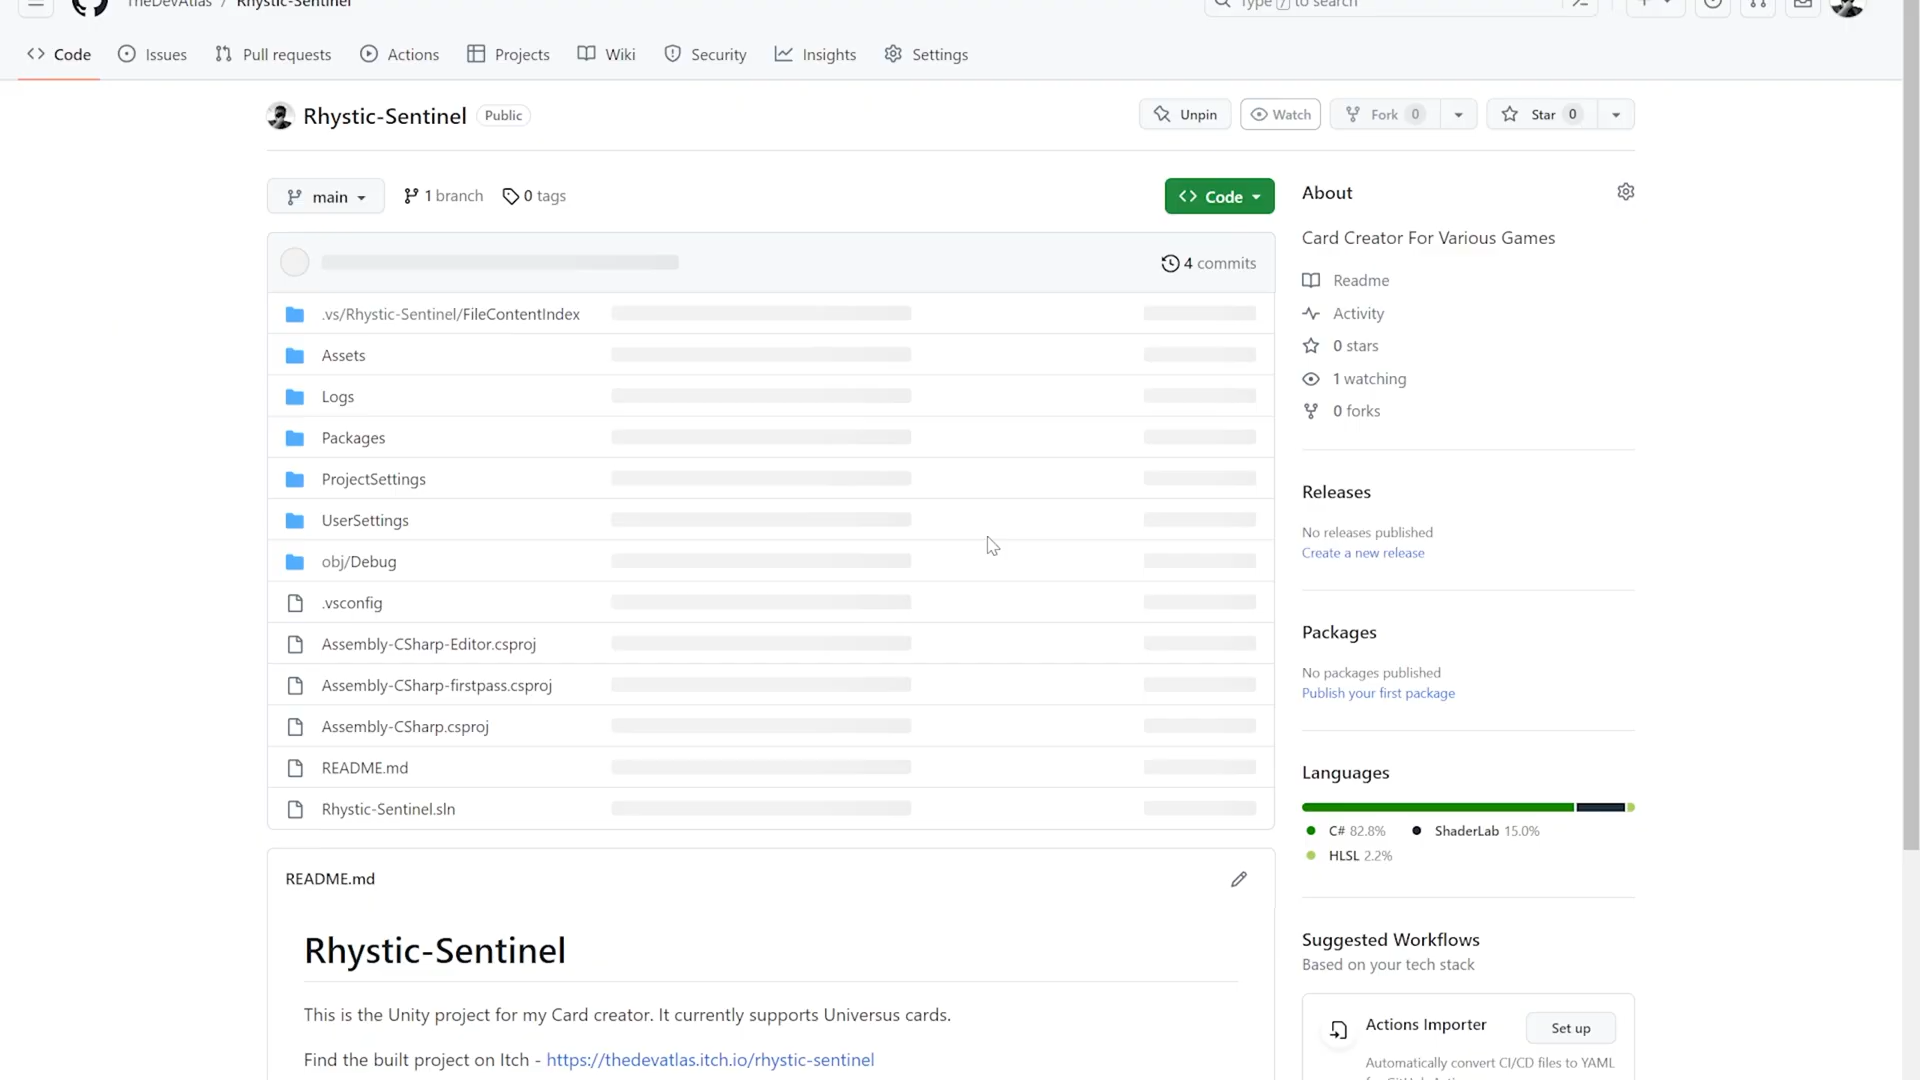 TheDevAtlas / Rhystic-Sentinel
Type / to search
Code Issues Pull requests Actions Projects Wiki Security Insights Settings
Rhystic-Sentinel Public
Unpin Watch Fork 0 Star 0
main 1 branch 0 tags
Code
About
Card Creator For Various Games
4 commits
Readme
.vs/Rhystic-Sentinel/FileContentIndex
Activity
Assets
0 stars
Logs
1 watching
Packages
0 forks
ProjectSettings
Releases
UserSettings
No releases published
obj/Debug
Create a new release
.vsconfig
Packages
Assembly-CSharp-Editor.csproj
No packages published
Assembly-CSharp-firstpass.csproj
Publish your first package
Assembly-CSharp.csproj
Languages
README.md
Rhystic-Sentinel.sln
C# 82.8% ShaderLab 15.0%
HLSL 2.2%
README.md
Rhystic-Sentinel
This is the Unity project for my Card creator. It currently supports Universus cards.
Find the built project on Itch - https://thedevatlas.itch.io/rhystic-sentinel
Suggested Workflows
Based on your tech stack
Actions Importer Set up
Automatically convert CI/CD files to YAML